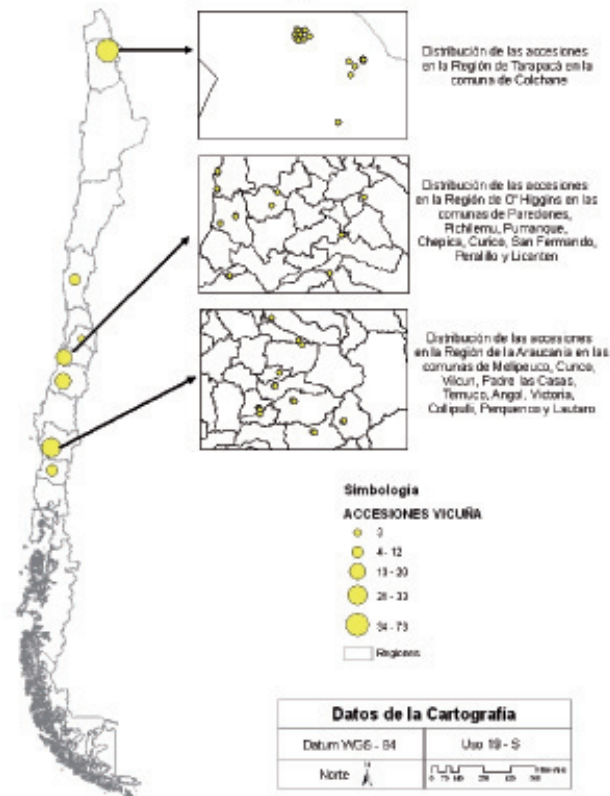 Distribución de las accesiones
en la Región de Tarapacá en la
comuna de Colchane
Distribución de las accesiones
en la Región de O'Higgins en las
comunas de Paredones,
Pichilemu, Pumanque,
Chepica, Curico, San Fernando,
Peralillo y Licanten
Distribución de las accesiones
en la Región de la Araucania en las
comunas de Melipeuco, Cunco,
Vilcun, Padre las Casas,
Temuco, Angol, Victoria,
Collipulli, Perquenco y Lautaro
Simbología
ACCESIONES VICUÑA
3
4 - 12
13 - 20
21 - 33
34 - 73
Regiones
Datos de la Cartografía
Datum WGS - 84
Uso 19 - S
Norte
N